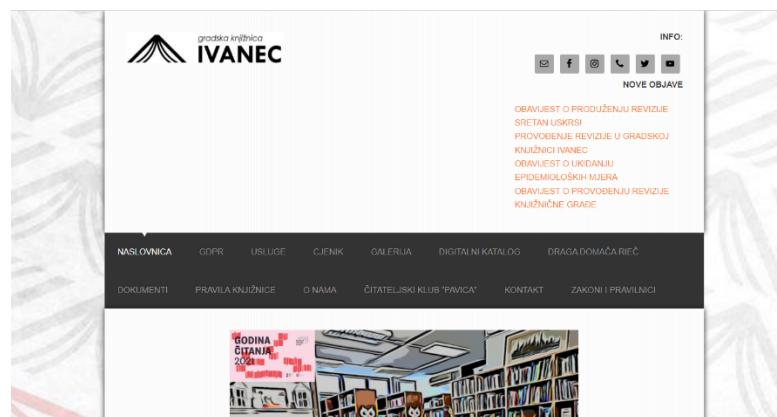 gradska knjižnica
IVANEC
INFO:
NOVE OBJAVE
OBAVIJEST O PRODUŽENJU REVIZIJE
SRETAN USKRS!
PROVOĐENJE REVIZIJE U GRADSKOJ
KNJIŽNICI IVANEC
OBAVIJEST O UKIDANJU
EPIDEMIOLOŠKIH MJERA
OBAVIJEST O PROVOĐENJU REVIZIJE
KNJIŽNIČNE GRAĐE
NASLOVNICA GDPR USLUGE CJENIK GALERIJA DIGITALNI KATALOG DRAGA DOMAČA RIEČ
DOKUMENTI PRAVILA KNJIŽNICE O NAMA ČITATELJSKI KLUB "PAVICA" KONTAKT ZAKONI I PRAVILNICI
GODINA
ČITANJA
2021